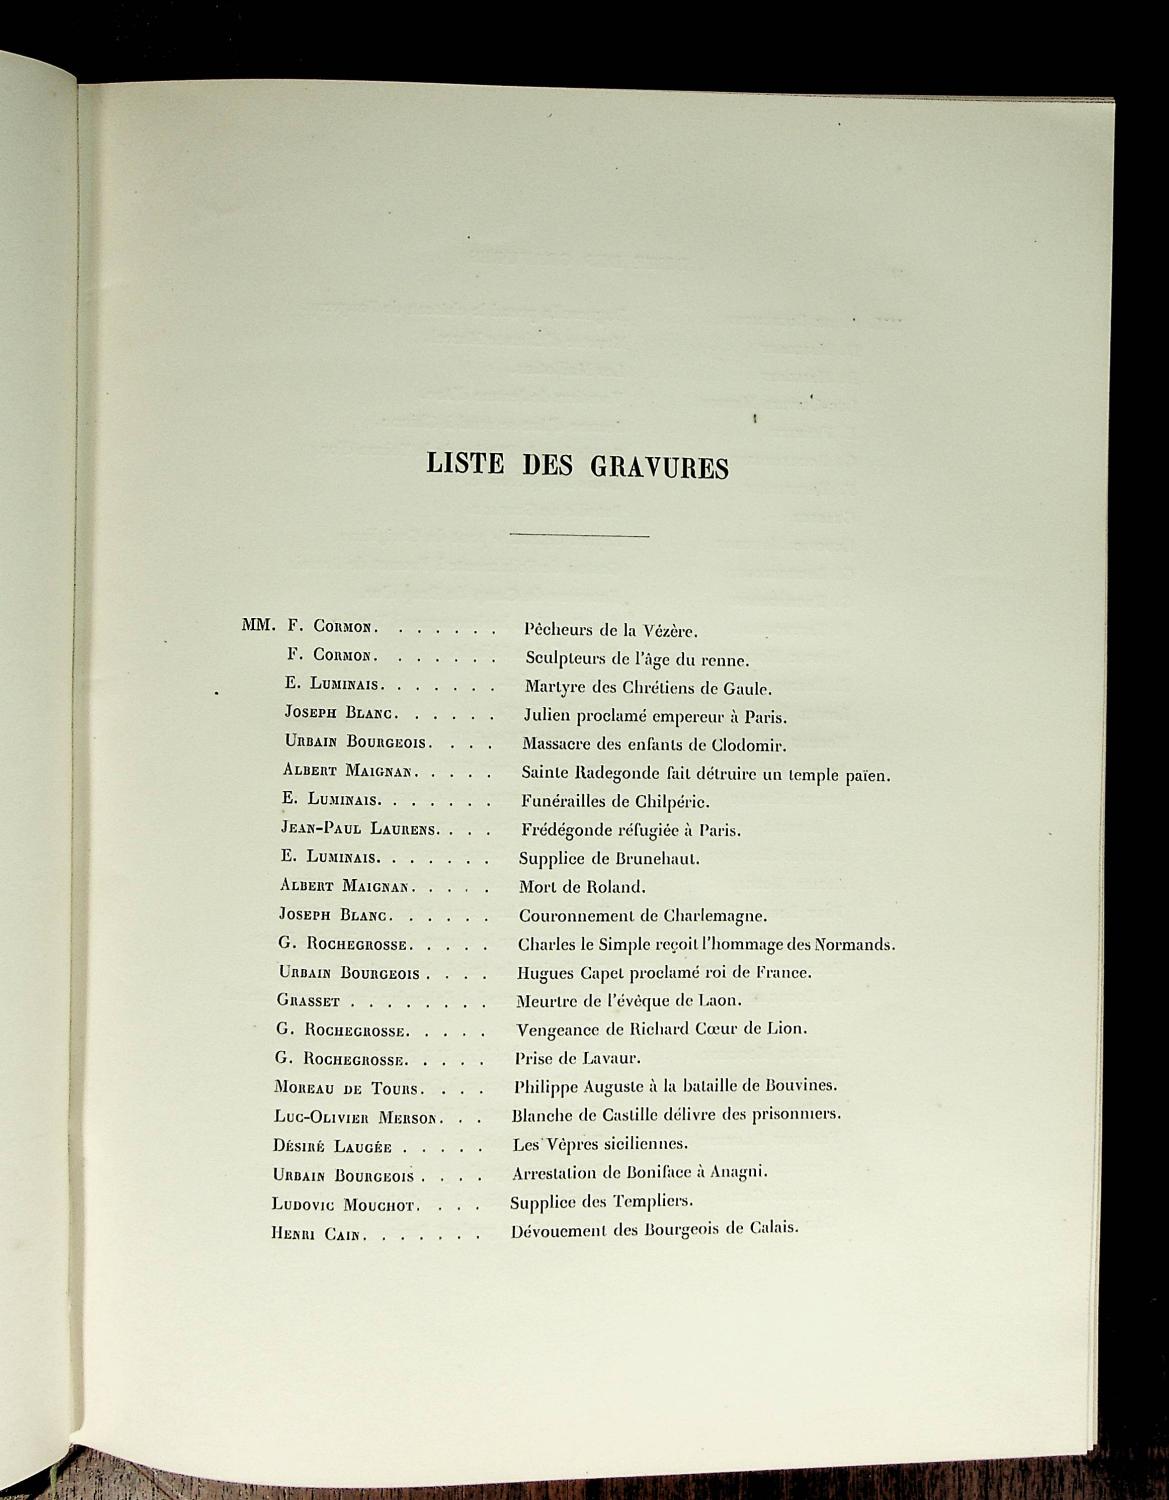 LISTE DES GRAVURES
MM. F. CORMON. . . . . . . Pêcheurs de la Vézère.
F. CORMON. . . . . . . Sculpteurs de l'âge du renne.
E. LUMINAIS. . . . . . . Martyre des Chrétiens de Gaule.
JOSEPH BLANC. . . . . . Julien proclamé empereur à Paris.
URBAIN BOURGEOIS. . . . Massacre des enfants de Clodomir.
ALBERT MAIGNAN. . . . . Sainte Radegonde fait détruire un temple païen.
E. LUMINAIS. . . . . . . Funérailles de Chilpéric.
JEAN-PAUL LAURENS. . . . Frédégonde réfugiée à Paris.
E. LUMINAIS. . . . . . . Supplice de Brunehaut.
ALBERT MAIGNAN. . . . . Mort de Roland.
JOSEPH BLANC. . . . . . Couronnement de Charlemagne.
G. ROCHEGROSSE. . . . . Charles le Simple reçoit l'hommage des Normands.
URBAIN BOURGEOIS . . . . Hugues Capet proclamé roi de France.
GRASSET . . . . . . . . Meurtre de l'évêque de Laon.
G. ROCHEGROSSE. . . . . Vengeance de Richard Cœur de Lion.
G. ROCHEGROSSE. . . . . Prise de Lavaur.
MOREAU DE TOURS. . . . Philippe Auguste à la bataille de Bouvines.
LUC-OLIVIER MERSON. . . Blanche de Castille délivre des prisonniers.
DÉSIRÉ LAUGÉE . . . . . Les Vêpres siciliennes.
URBAIN BOURGEOIS . . . . Arrestation de Boniface à Anagni.
LUDOVIC MOUCHOT. . . . Supplice des Templiers.
HENRI CAIN. . . . . . . Dévouement des Bourgeois de Calais.